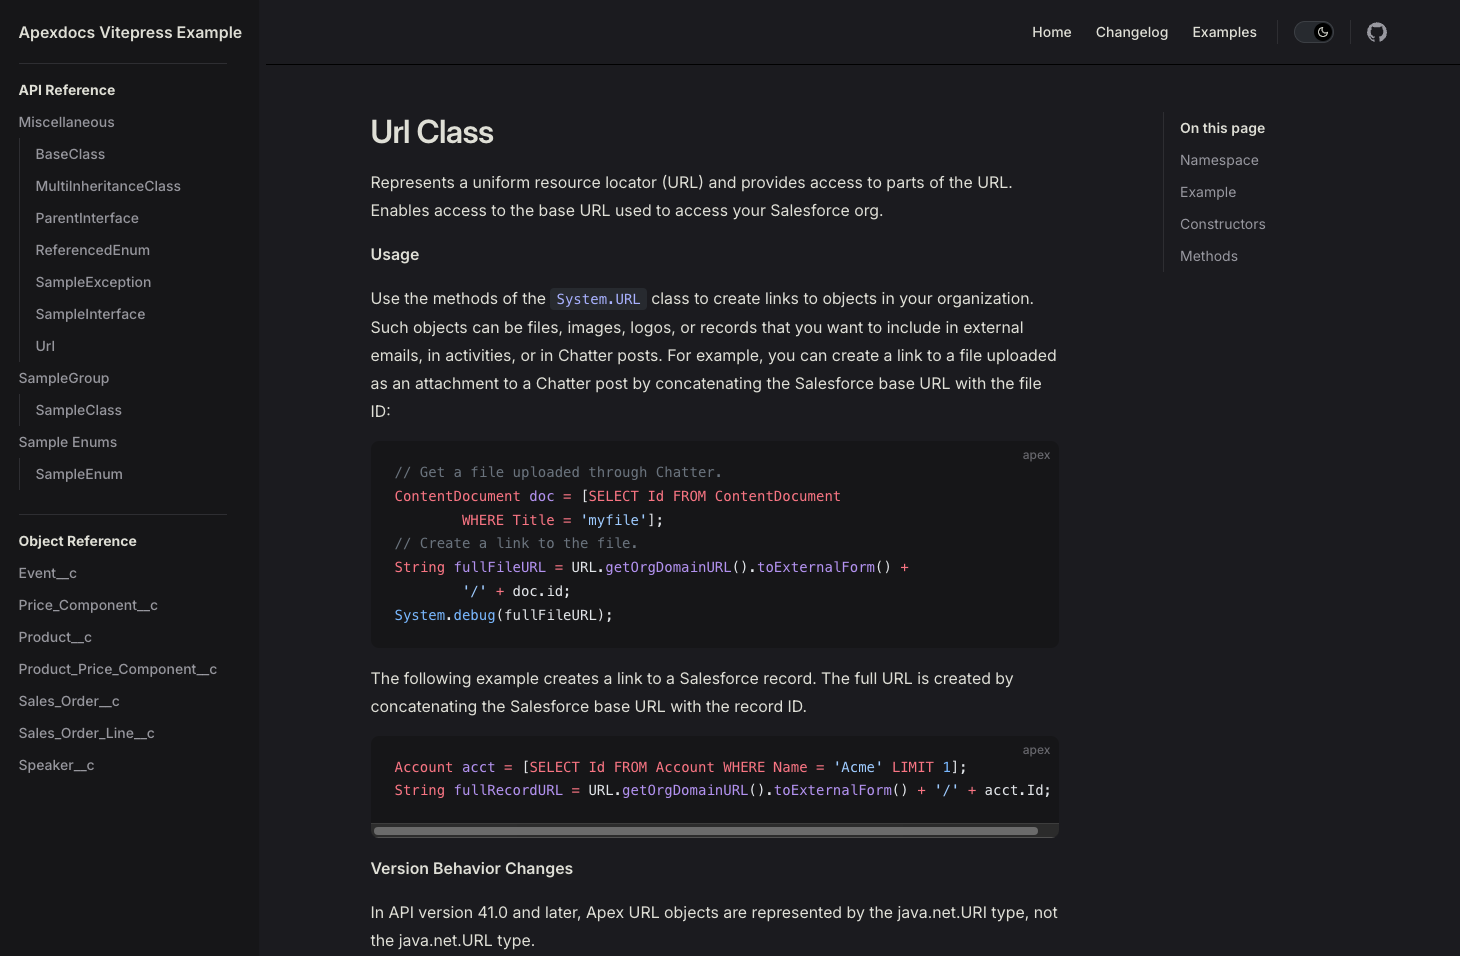 Apexdocs Vitepress Example
Home
Changelog
Examples
API Reference
Miscellaneous
BaseClass
MultiInheritanceClass
ParentInterface
ReferencedEnum
SampleException
SampleInterface
Url
SampleGroup
SampleClass
Sample Enums
SampleEnum
Object Reference
Event__c
Price_Component__c
Product__c
Product_Price_Component__c
Sales_Order__c
Sales_Order_Line__c
Speaker__c
Url Class
Represents a uniform resource locator (URL) and provides access to parts of the URL.
Enables access to the base URL used to access your Salesforce org.
Usage
Use the methods of the System.URL class to create links to objects in your organization.
Such objects can be files, images, logos, or records that you want to include in external
emails, in activities, or in Chatter posts. For example, you can create a link to a file uploaded
as an attachment to a Chatter post by concatenating the Salesforce base URL with the file
ID:
apex
// Get a file uploaded through Chatter.
ContentDocument doc = [SELECT Id FROM ContentDocument
WHERE Title = 'myfile'];
// Create a link to the file.
String fullFileURL = URL.getOrgDomainURL().toExternalForm() +
'/' + doc.id;
System.debug(fullFileURL);
The following example creates a link to a Salesforce record. The full URL is created by
concatenating the Salesforce base URL with the record ID.
apex
Account acct = [SELECT Id FROM Account WHERE Name = 'Acme' LIMIT 1];
String fullRecordURL = URL.getOrgDomainURL().toExternalForm() + '/' + acct.Id;
Version Behavior Changes
In API version 41.0 and later, Apex URL objects are represented by the java.net.URI type, not
the java.net.URL type.
On this page
Namespace
Example
Constructors
Methods